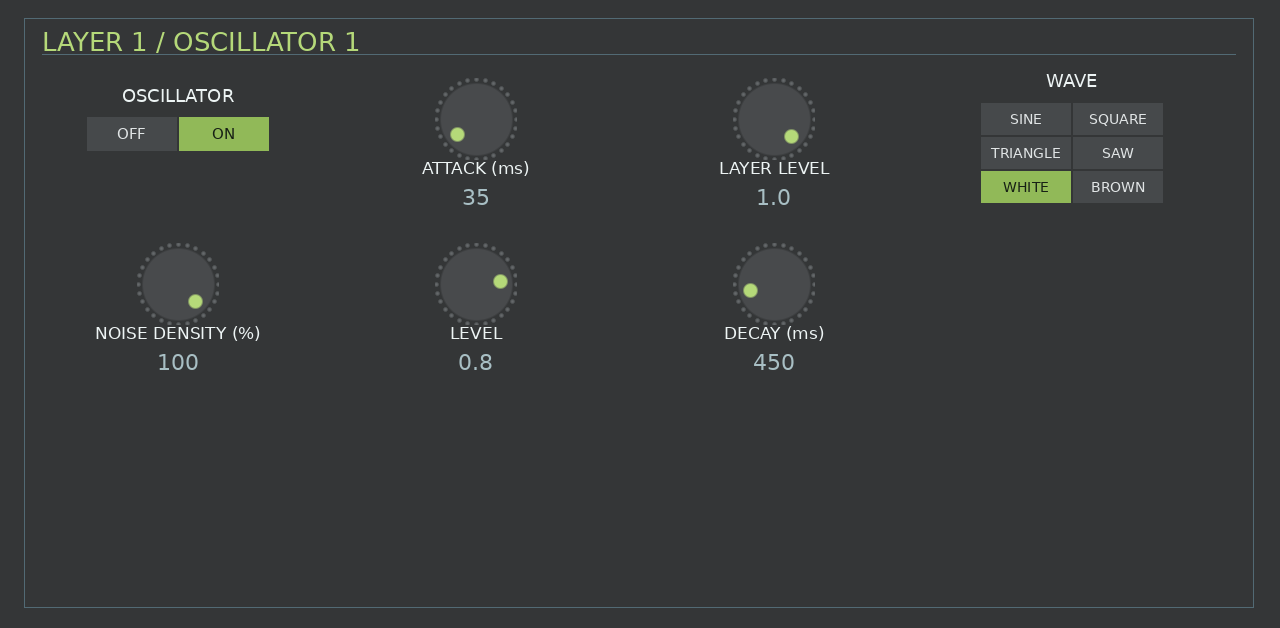 LAYER 1 / OSCILLATOR 1
OSCILLATOR
OFF ON
ATTACK (ms)
35
LAYER LEVEL
1.0
WAVE
SINE SQUARE
TRIANGLE SAW
WHITE BROWN
NOISE DENSITY (%)
100
LEVEL
0.8
DECAY (ms)
450